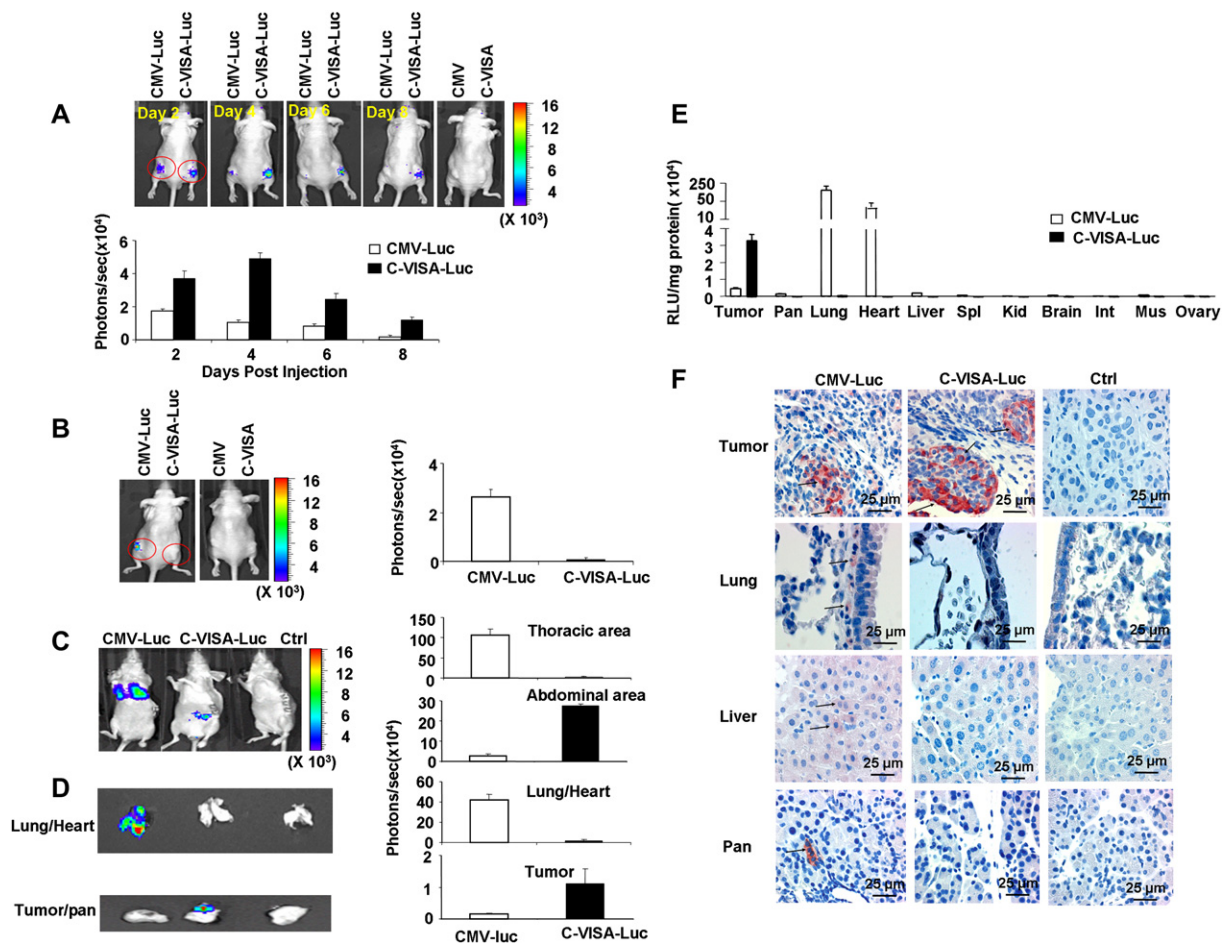 A
CMV-Luc
C-VISA-Luc
CMV-Luc
C-VISA-Luc
CMV-Luc
C-VISA-Luc
CMV-Luc
C-VISA-Luc
CMV
C-VISA
Day 2
Day 4
Day 6
Day 8
16
12
8
6
4
(X 10³)
Photons/sec(x10⁴)
6
4
2
0
CMV-Luc
C-VISA-Luc
2 4 6 8
Days Post Injection
B
CMV-Luc
C-VISA-Luc
CMV
C-VISA
16
12
8
6
4
(X 10³)
Photons/sec(x10⁴)
4
2
0
CMV-Luc C-VISA-Luc
C
CMV-Luc C-VISA-Luc Ctrl
16
12
8
6
4
(X 10³)
D
Lung/Heart
Tumor/pan
Photons/sec(x10⁴)
Thoracic area
150
100
50
0
Abdominal area
30
20
10
0
Lung/Heart
60
40
20
0
Tumor
2
1
0
CMV-luc C-VISA-Luc
E
RLU/mg protein( x10⁴)
250
50
10
4
3
2
1
0
CMV-Luc
C-VISA-Luc
Tumor Pan Lung Heart Liver Spl Kid Brain Int Mus Ovary
F
CMV-Luc C-VISA-Luc Ctrl
Tumor
25 µm 25 µm 25 µm
Lung
25 µm 25 µm 25 µm
Liver
25 µm 25 µm 25 µm
Pan
25 µm 25 µm 25 µm